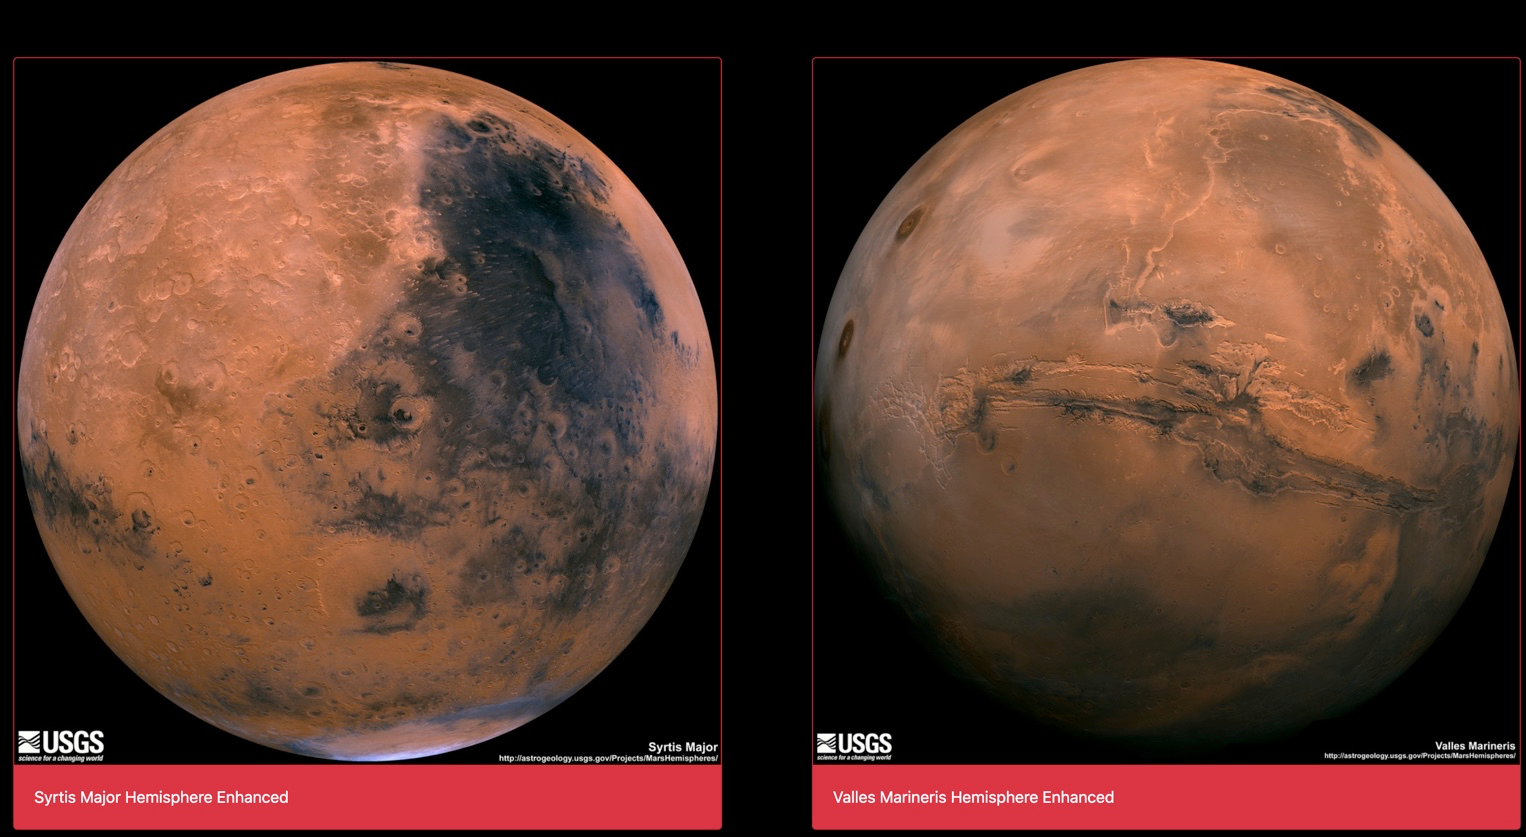 USGS
science for a changing world
Syrtis Major
http://astrogeology.usgs.gov/Projects/MarsHemispheres/
Syrtis Major Hemisphere Enhanced
USGS
science for a changing world
Valles Marineris
http://astrogeology.usgs.gov/Projects/MarsHemispheres/
Valles Marineris Hemisphere Enhanced